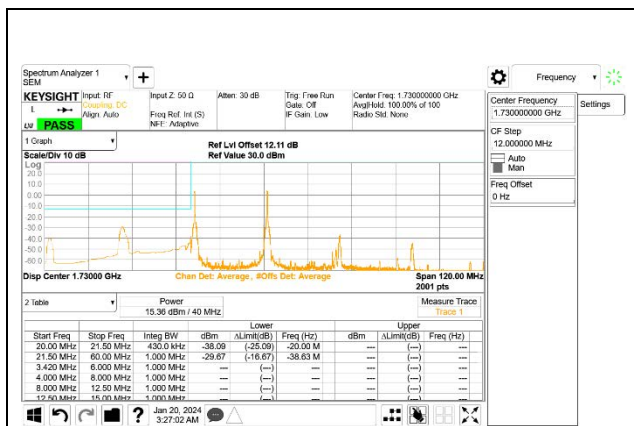 Spectrum Analyzer 1
SEM
+
Frequency
KEYSIGHT Input: RF Input Z: 50 Ω Atten: 30 dB Trig: Free Run Center Freq: 1.730000000 GHz
L Coupling: DC Gate: Off Avg|Hold: 100.00% of 100
Align: Auto Freq Ref: Int (S) IF Gain: Low Radio Std: None
PASS NFE: Adaptive
Center Frequency
1.73000000 GHz
Settings
CF Step
12.000000 MHz
Auto
Man
Freq Offset
0 Hz
1 Graph
Ref Lvl Offset 12.11 dB
Scale/Div 10 dB Ref Value 30.0 dBm
Log
20.0
10.0
0.00
-10.0
-20.0
-30.0
-40.0
-50.0
-60.0
Disp Center 1.73000 GHz Chan Det: Average, #Offs Det: Average Span 120.00 MHz
2001 pts
2 Table Power Measure Trace
15.36 dBm / 40 MHz Trace 1
Lower Upper
Start Freq Stop Freq Integ BW dBm ΔLimit(dB) Freq (Hz) dBm ΔLimit(dB) Freq (Hz)
20.00 MHz 21.50 MHz 430.0 kHz -38.09 (-25.09) -20.00 M --- (---) ---
21.50 MHz 60.00 MHz 1.000 MHz -29.67 (-16.67) -38.63 M --- (---) ---
3.420 MHz 6.000 MHz 1.000 MHz --- (---) --- --- (---) ---
4.000 MHz 8.000 MHz 1.000 MHz --- (---) --- --- (---) ---
8.000 MHz 12.50 MHz 1.000 MHz --- (---) --- --- (---) ---
12.50 MHz 15.00 MHz 1.000 MHz --- (---) --- --- (---) ---
? Jan 20, 2024
3:27:02 AM